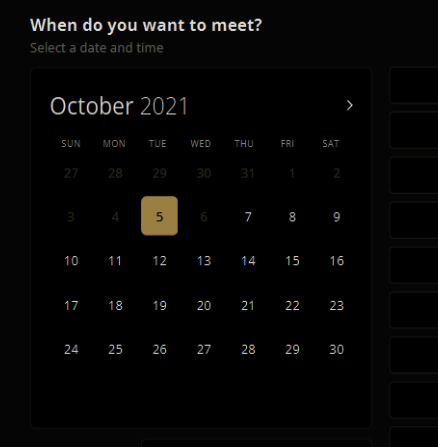 When do you want to meet?
Select a date and time
October 2021
SUN MON TUE WED THU FRI SAT
27 28 29 30 31 1 2
3 4 5 6 7 8 9
10 11 12 13 14 15 16
17 18 19 20 21 22 23
24 25 26 27 28 29 30